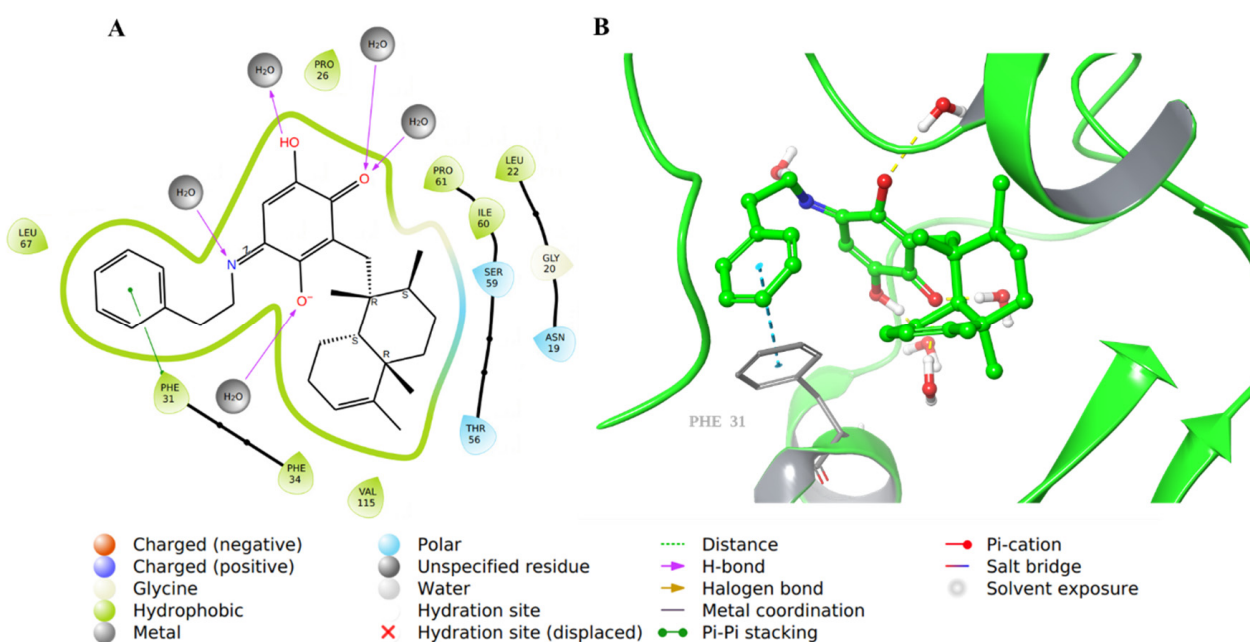 A
B
H₂O
H₂O
H₂O
PRO
26
HO
O
H₂O
LEU
67
N
Z
O⁻
R
S
S
R
PRO
61
LEU
22
ILE
60
SER
59
GLY
20
ASN
19
THR
56
PHE
31
H₂O
PHE
34
VAL
115
PHE 31
Charged (negative)
Charged (positive)
Glycine
Hydrophobic
Metal
Polar
Unspecified residue
Water
Hydration site
Hydration site (displaced)
Distance
H-bond
Halogen bond
Metal coordination
Pi-Pi stacking
Pi-cation
Salt bridge
Solvent exposure